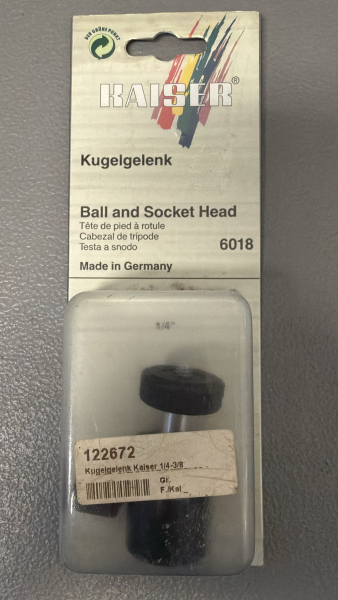 DER GRÜNE PUNKT
KAISER®
Kugelgelenk
Ball and Socket Head
Tête de pied à rotule
Cabezal de trípode
Testa a snodo
6018
Made in Germany
1/4"
122672
Kugelgelenk Kaiser 1/4-3/8
Gl.
F./Kai